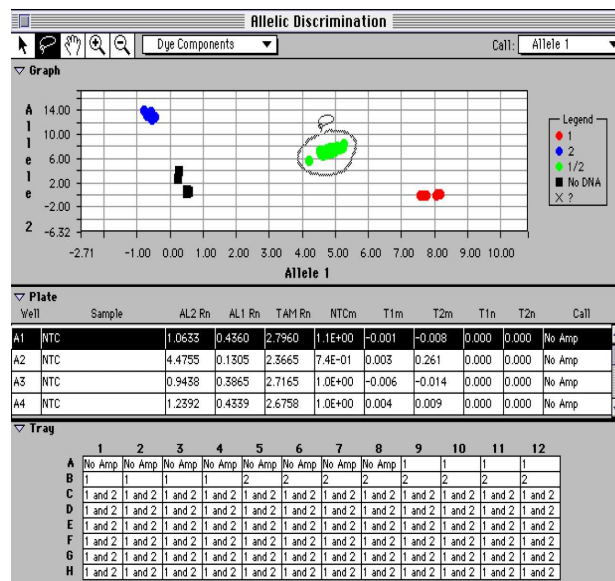 Allelic Discrimination
Dye Components Call: Allele 1
Graph
Allele 2
14.00
10.00
6.00
2.00
-2.00
-6.32
-2.71 -1.00 0.00 1.00 2.00 3.00 4.00 5.00 6.00 7.00 8.00 9.00 10.00
Allele 1
Legend
1
2
1/2
No DNA
X ?
Plate
Well Sample AL2 Rn AL1 Rn TAM Rn NTCm T1m T2m T1n T2n Call
A1 NTC 1.0633 0.4360 2.7960 1.1E+00 -0.001 -0.008 0.000 0.000 No Amp
A2 NTC 4.4755 0.1305 2.3665 7.4E-01 0.003 0.261 0.000 0.000 No Amp
A3 NTC 0.9438 0.3865 2.7165 1.0E+00 -0.006 -0.014 0.000 0.000 No Amp
A4 NTC 1.2392 0.4339 2.6758 1.0E+00 0.004 0.009 0.000 0.000 No Amp
Tray
1 2 3 4 5 6 7 8 9 10 11 12
A No Amp No Amp No Amp No Amp No Amp No Amp No Amp No Amp 1 1 1 1
B 1 1 1 1 2 2 2 2 2 2 2 2
C 1 and 2 1 and 2 1 and 2 1 and 2 1 and 2 1 and 2 1 and 2 1 and 2 1 and 2 1 and 2 1 and 2 1 and 2
D 1 and 2 1 and 2 1 and 2 1 and 2 1 and 2 1 and 2 1 and 2 1 and 2 1 and 2 1 and 2 1 and 2 1 and 2
E 1 and 2 1 and 2 1 and 2 1 and 2 1 and 2 1 and 2 1 and 2 1 and 2 1 and 2 1 and 2 1 and 2 1 and 2
F 1 and 2 1 and 2 1 and 2 1 and 2 1 and 2 1 and 2 1 and 2 1 and 2 1 and 2 1 and 2 1 and 2 1 and 2
G 1 and 2 1 and 2 1 and 2 1 and 2 1 and 2 1 and 2 1 and 2 1 and 2 1 and 2 1 and 2 1 and 2 1 and 2
H 1 and 2 1 and 2 1 and 2 1 and 2 1 and 2 1 and 2 1 and 2 1 and 2 1 and 2 1 and 2 1 and 2 1 and 2